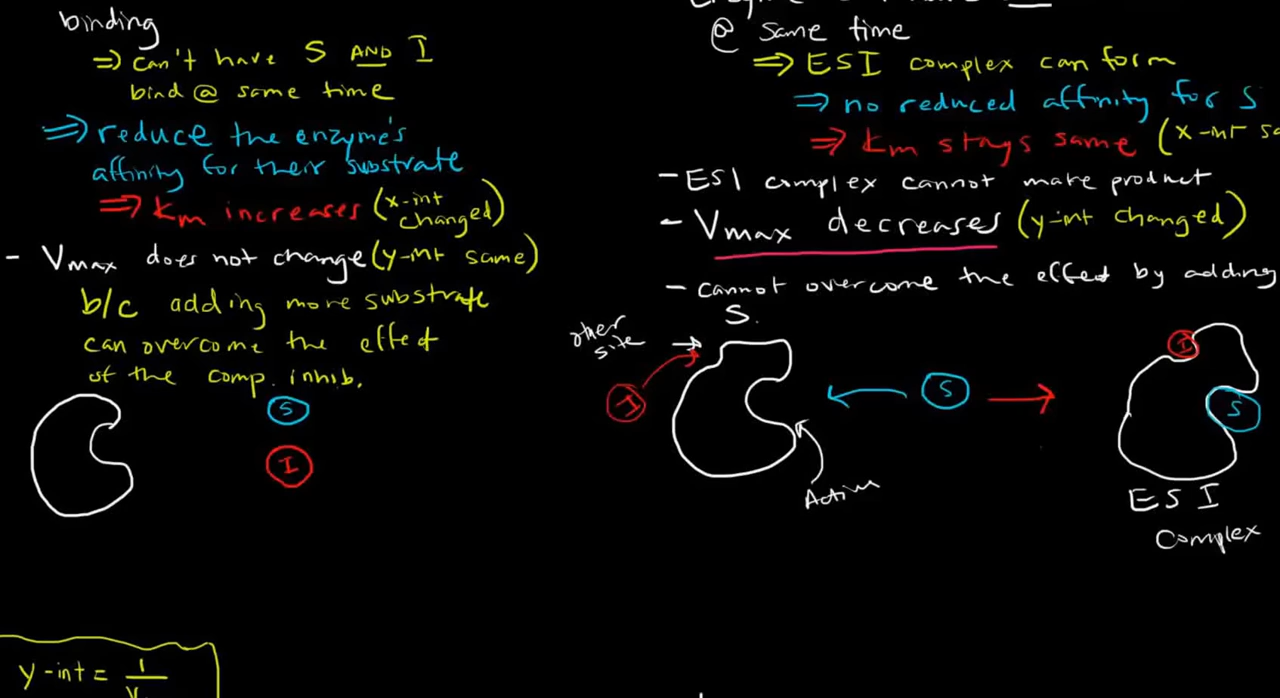 binding
⇒ can't have S AND I
bind @ same time
⇒ reduce the enzyme's
affinity for their substrate
⇒ Km increases (x-int
changed)
- Vmax does not change (y-int same)
b/c adding more substrate
can overcome the effect
of the comp. inhib.
S
I
y-int = 1
@ same time
⇒ ESI complex can form
⇒ no reduced affinity for S
⇒ Km stays same (x-int
- ESI complex cannot make product
- Vmax decreases (y-int changed)
- cannot overcome the effect by adding
S.
other
site
I
S
Active
I
S
ESI
Complex